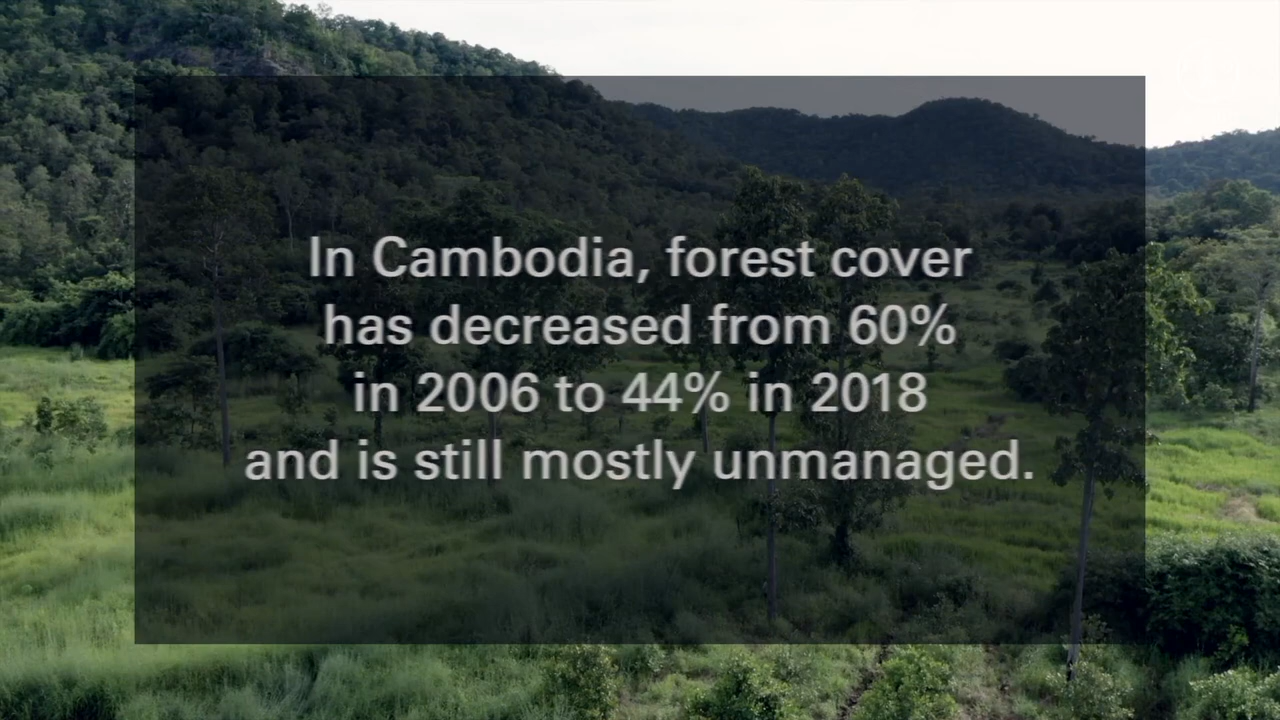 In Cambodia, forest cover
has decreased from 60%
in 2006 to 44% in 2018
and is still mostly unmanaged.